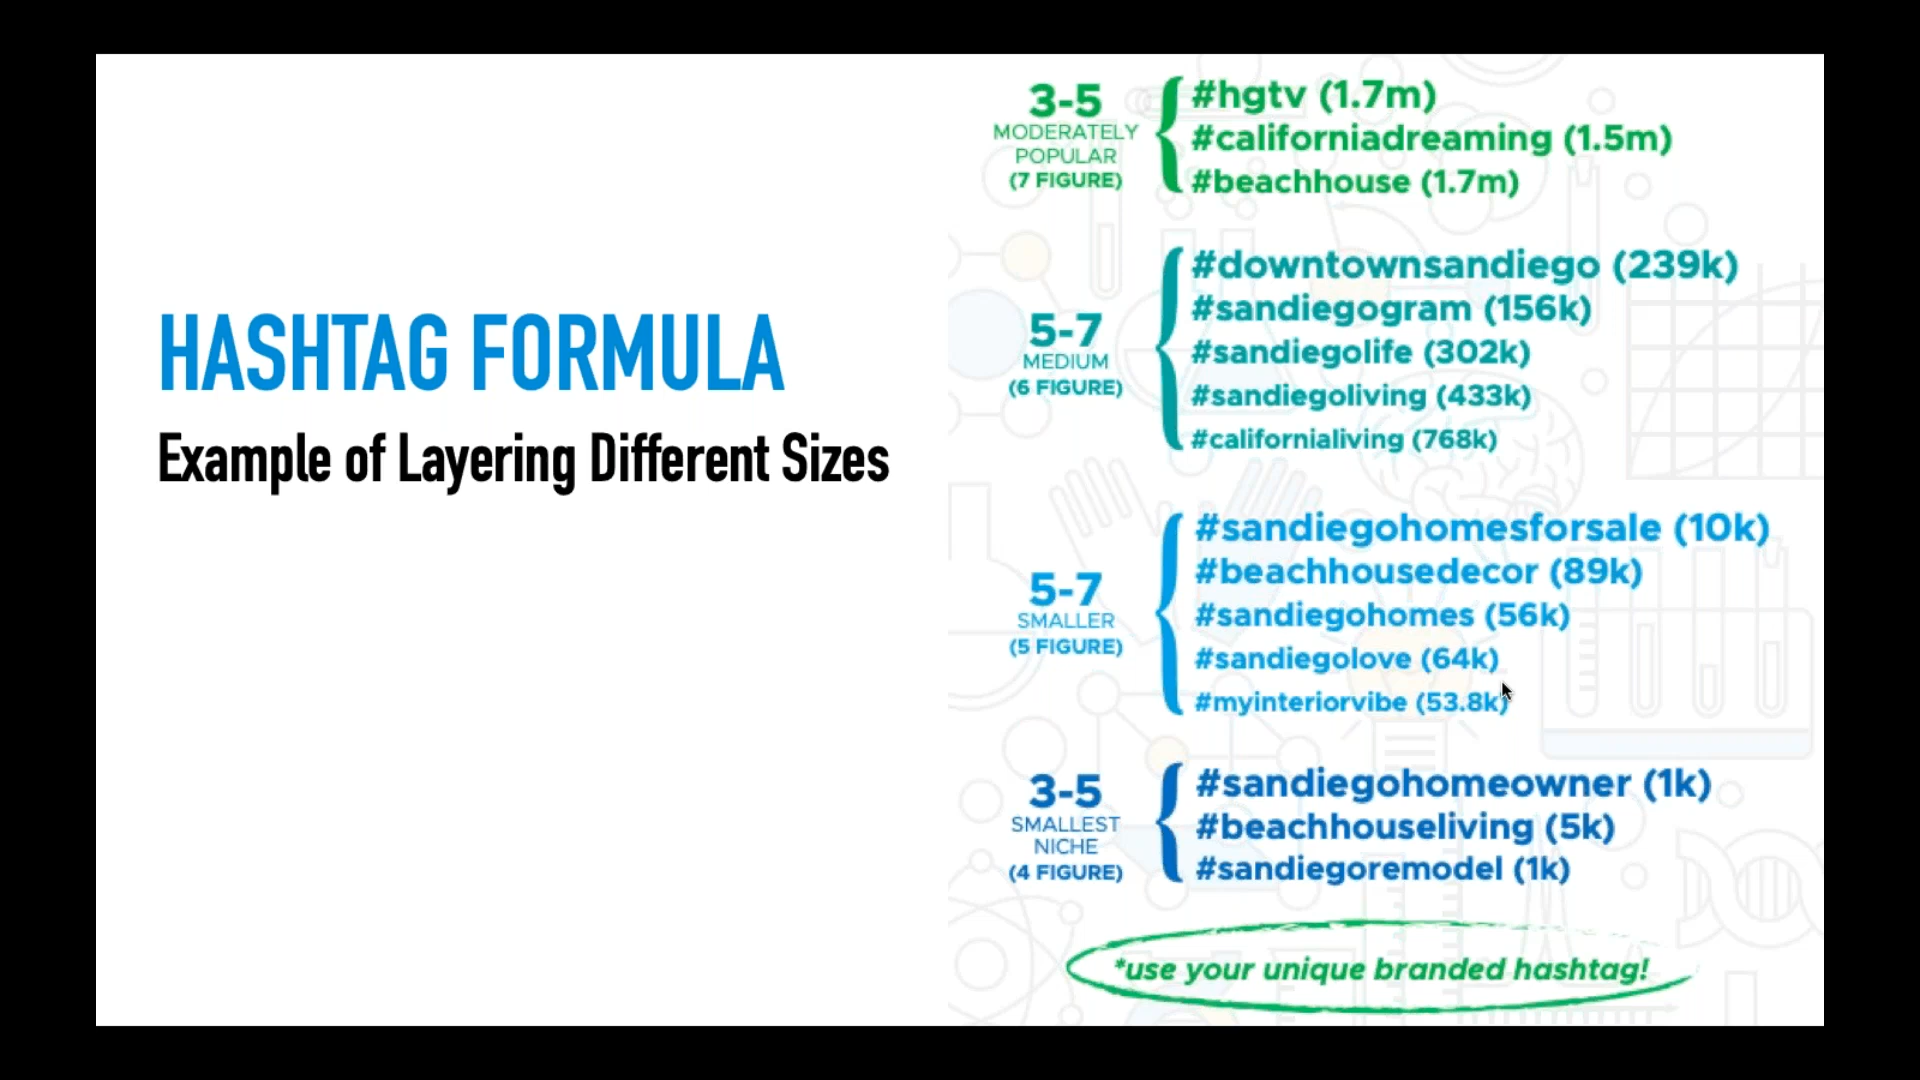 HASHTAG FORMULA
Example of Layering Different Sizes
3-5
MODERATELY
POPULAR
(7 FIGURE)
#hgtv (1.7m)
#californiadreaming (1.5m)
#beachhouse (1.7m)
5-7
MEDIUM
(6 FIGURE)
#downtownsandiego (239k)
#sandiegogram (156k)
#sandiegolife (302k)
#sandiegoliving (433k)
#californialiving (768k)
5-7
SMALLER
(5 FIGURE)
#sandiegohomesforsale (10k)
#beachhousedecor (89k)
#sandiegohomes (56k)
#sandiegolove (64k)
#myinteriorvibe (53.8k)
3-5
SMALLEST
NICHE
(4 FIGURE)
#sandiegohomeowner (1k)
#beachhouseliving (5k)
#sandiegoremodel (1k)
*use your unique branded hashtag!